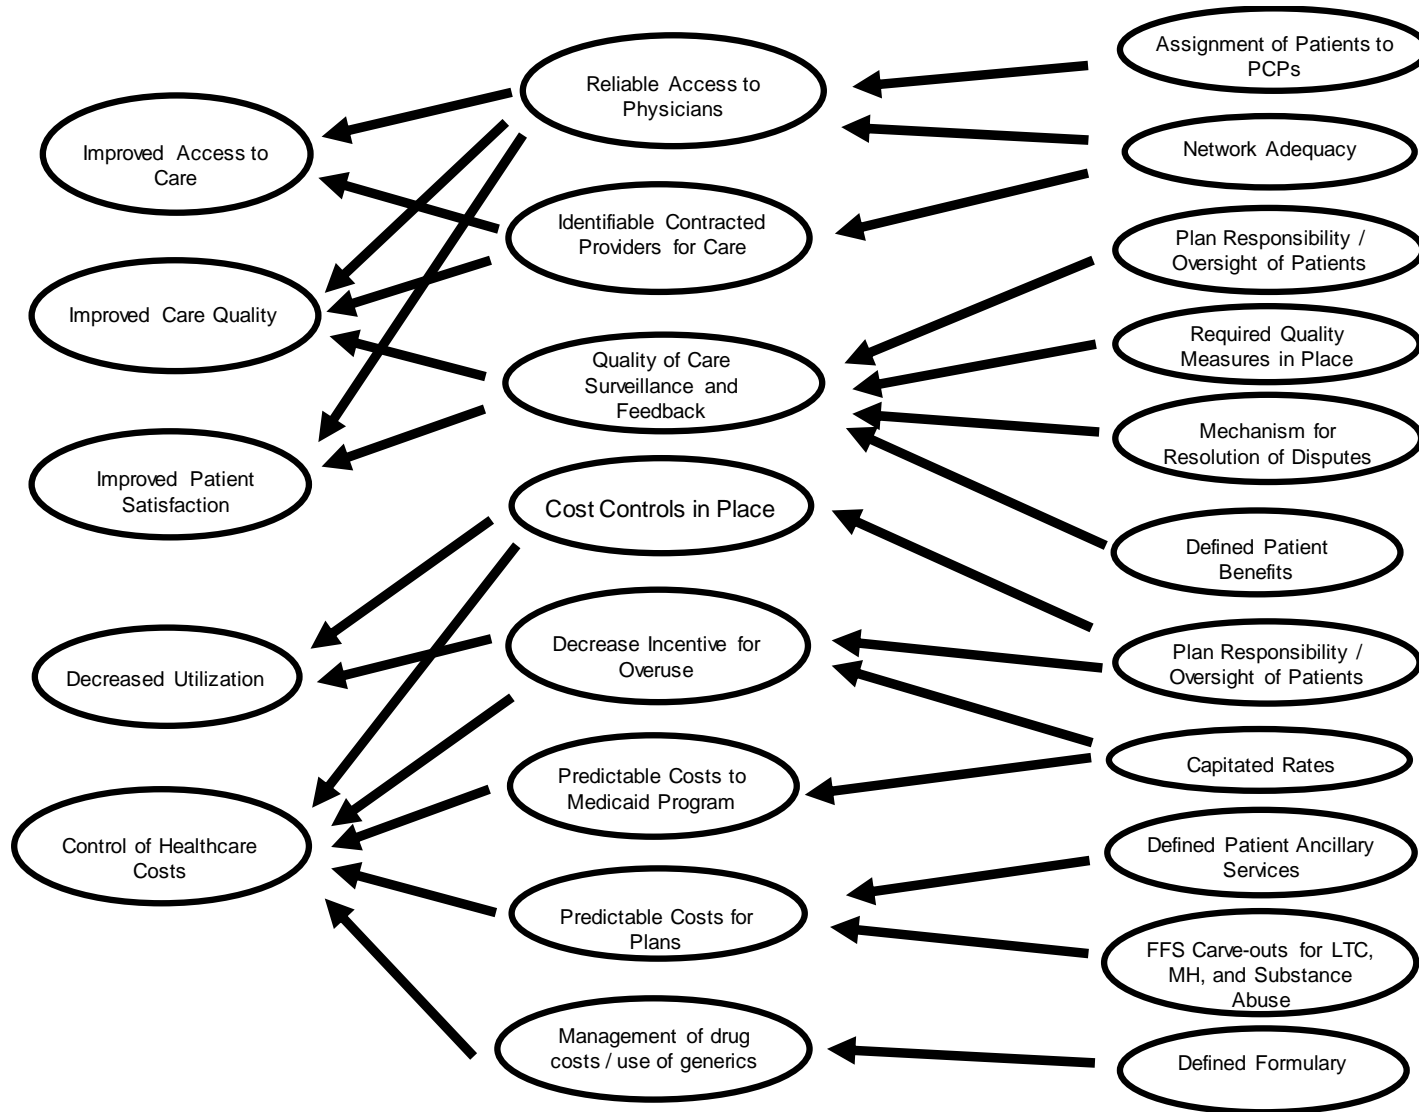 Improved Access to
Care
Improved Care Quality
Improved Patient
Satisfaction
Decreased Utilization
Control of Healthcare
Costs
Reliable Access to
Physicians
Identifiable Contracted
Providers for Care
Quality of Care
Surveillance and
Feedback
Cost Controls in Place
Decrease Incentive for
Overuse
Predictable Costs to
Medicaid Program
Predictable Costs for
Plans
Management of drug
costs / use of generics
Assignment of Patients to
PCPs
Network Adequacy
Plan Responsibility /
Oversight of Patients
Required Quality
Measures in Place
Mechanism for
Resolution of Disputes
Defined Patient
Benefits
Plan Responsibility /
Oversight of Patients
Capitated Rates
Defined Patient Ancillary
Services
FFS Carve-outs for LTC,
MH, and Substance
Abuse
Defined Formulary